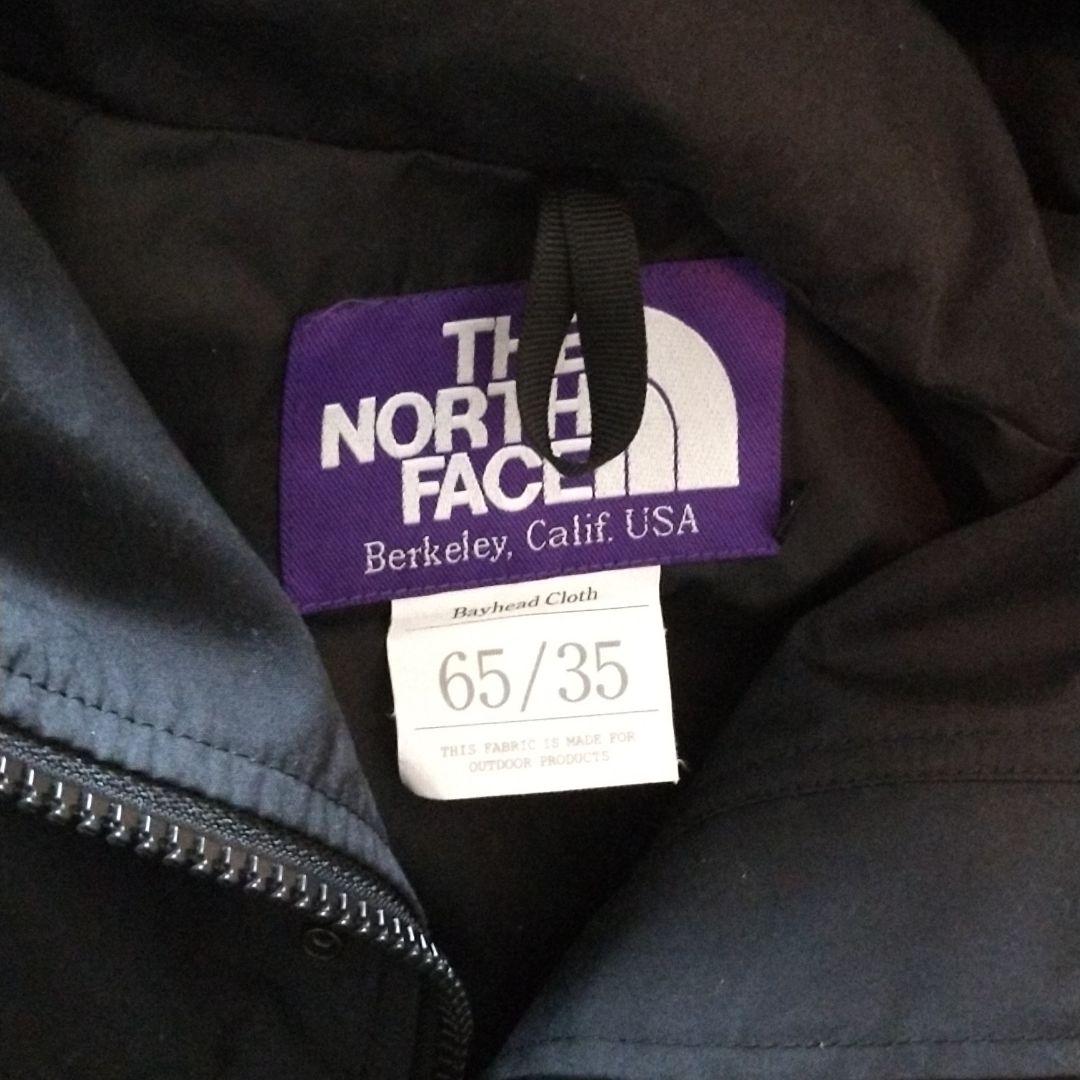 THE
NORTH
FACE
Berkeley, Calif. USA
Bayhead Cloth
65/35
THIS FABRIC IS MADE FOR
OUTDOOR PRODUCTS